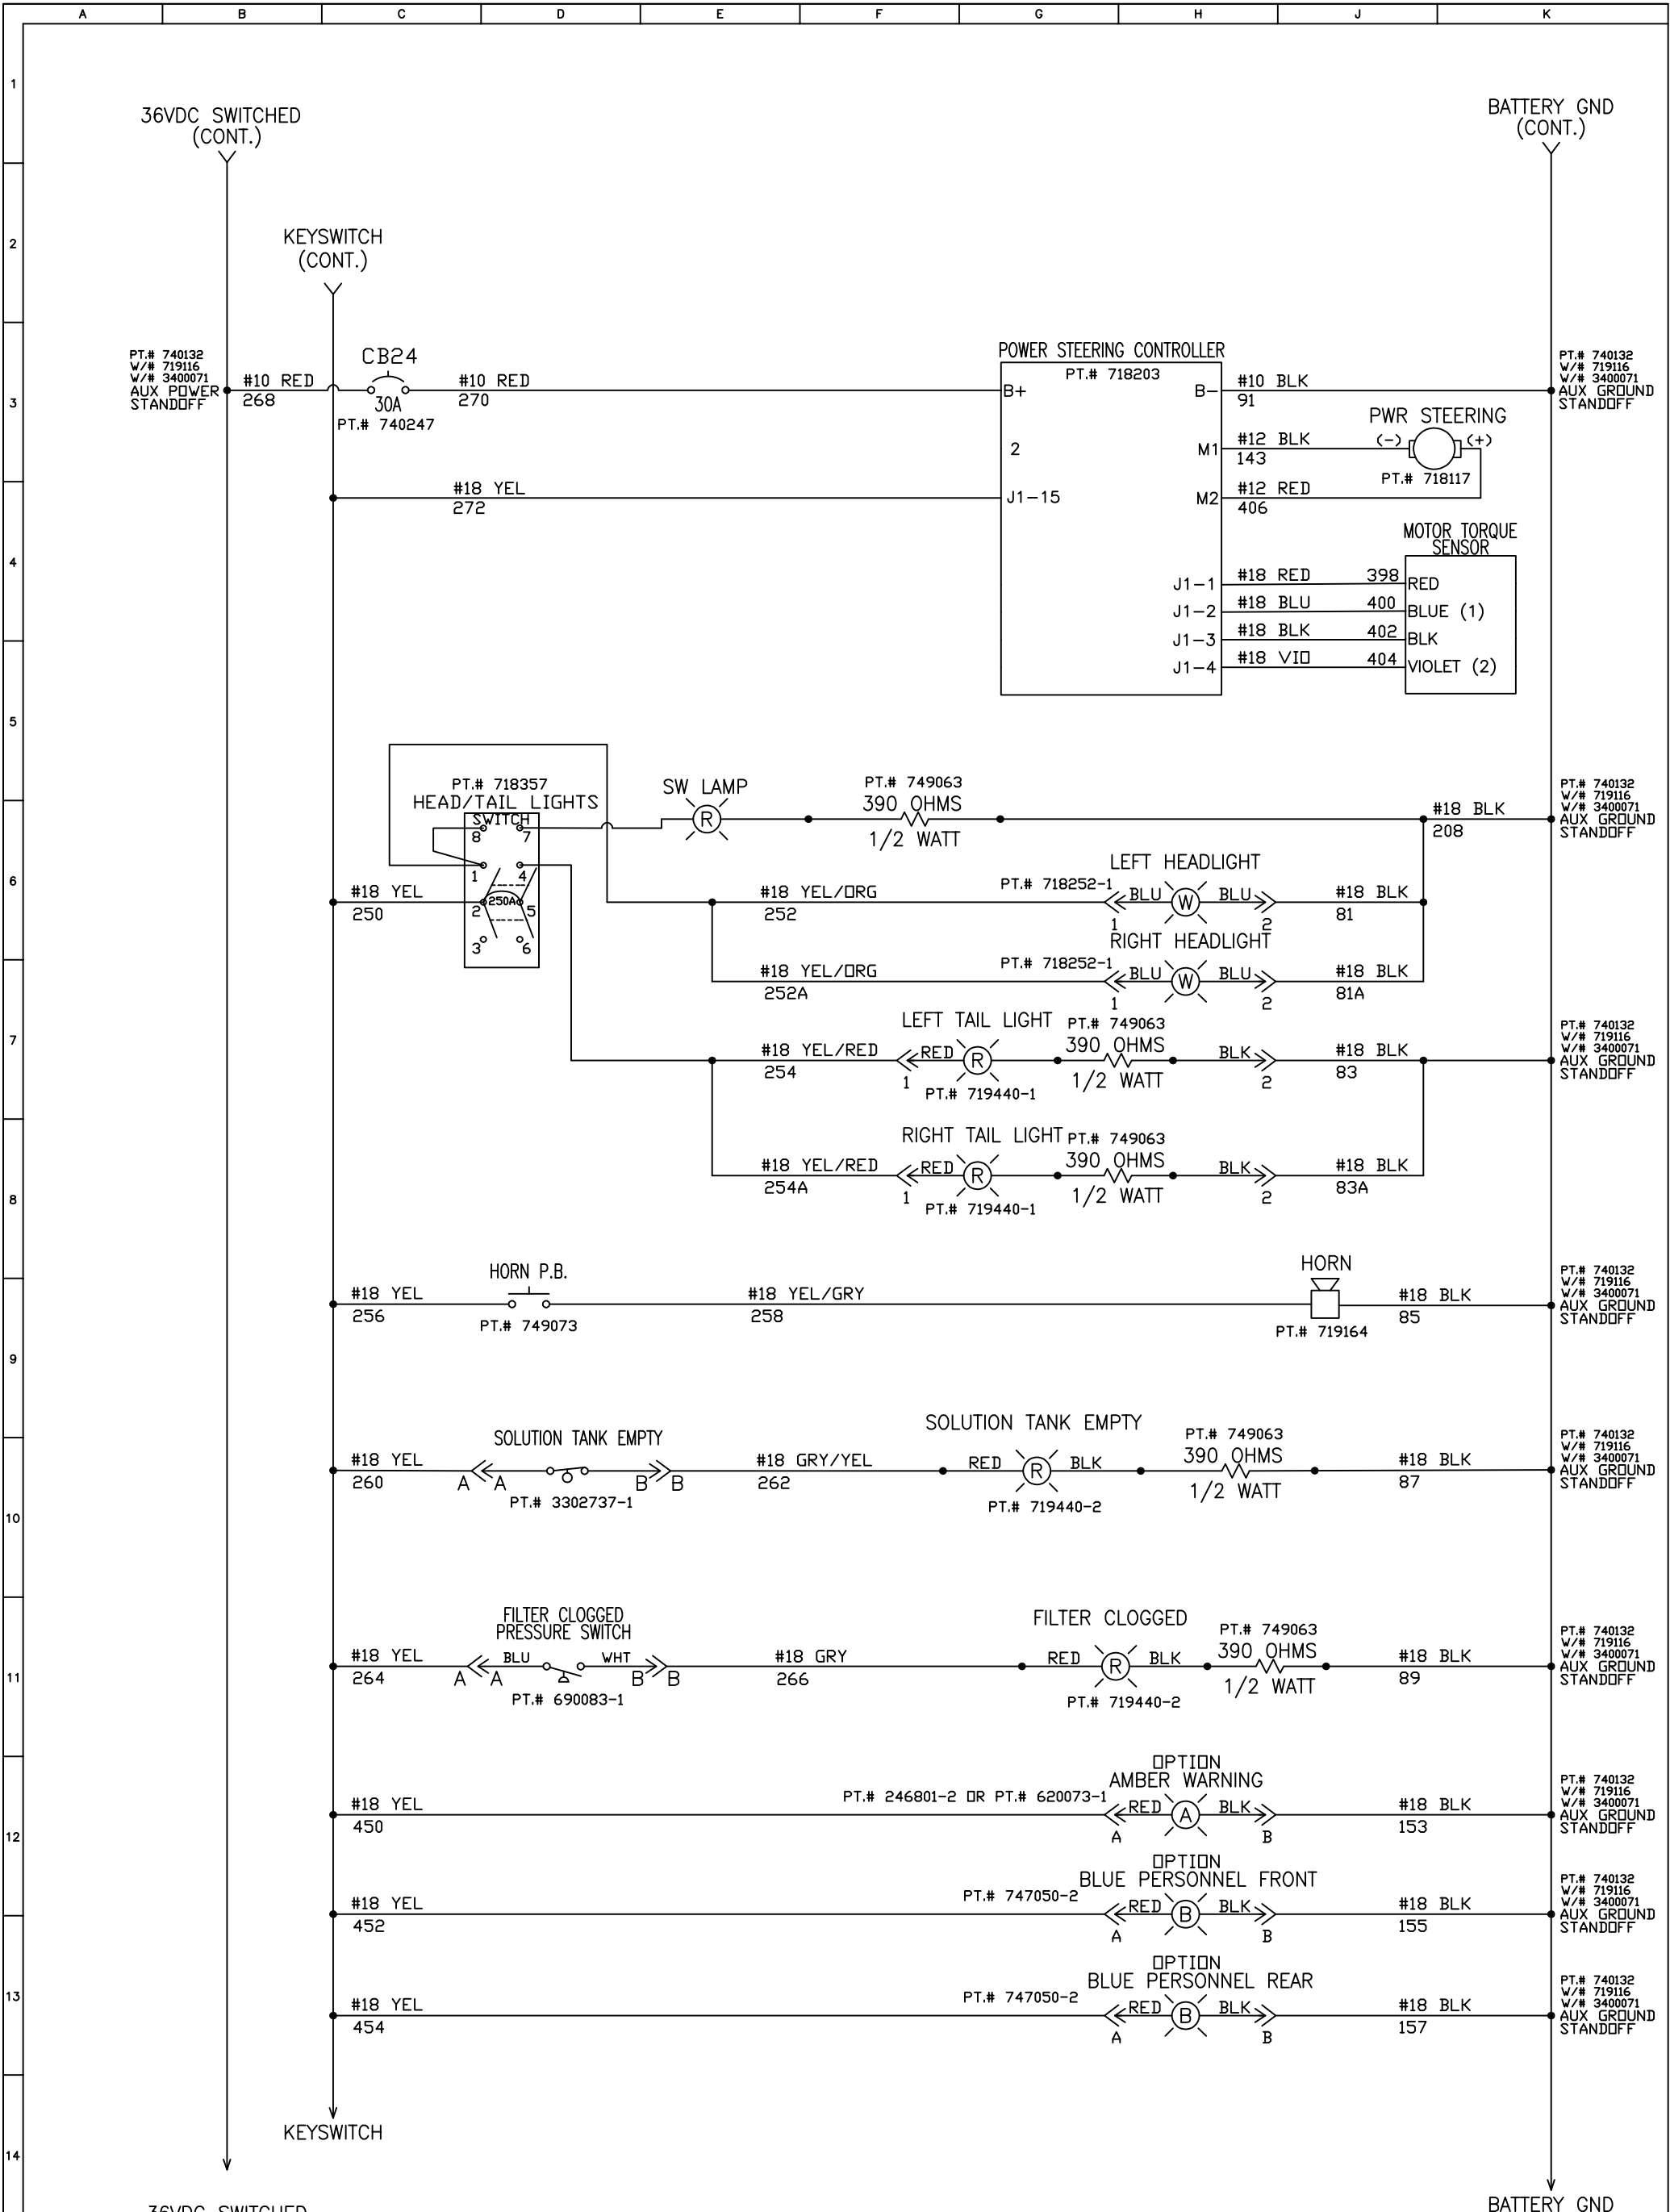 A B C D E F G H J K
1
36VDC SWITCHED
(CONT.)
BATTERY GND
(CONT.)
2
KEYSWITCH
(CONT.)
3
PT.# 740132
W/# 719116
W/# 3400071
AUX POWER
STANDOFF
#10 RED
268
CB24
30A
PT.# 740247
#10 RED
270
POWER STEERING CONTROLLER
PT.# 718203
B+
B-
#10 BLK
91
PT.# 740132
W/# 719116
W/# 3400071
AUX GROUND
STANDOFF
2
M1
#12 BLK
143
PWR STEERING
(-)
(+)
PT.# 718117
#18 YEL
272
J1-15
M2
#12 RED
406
4
MOTOR TORQUE
SENSOR
J1-1
#18 RED
398
RED
J1-2
#18 BLU
400
BLUE (1)
J1-3
#18 BLK
402
BLK
J1-4
#18 VIO
404
VIOLET (2)
5
PT.# 718357
HEAD/TAIL LIGHTS
SWITCH
8
7
1
4
2
250A
5
3
6
SW LAMP
R
PT.# 749063
390 OHMS
1/2 WATT
#18 BLK
208
PT.# 740132
W/# 719116
W/# 3400071
AUX GROUND
STANDOFF
6
#18 YEL
250
#18 YEL/ORG
252
PT.# 718252-1
LEFT HEADLIGHT
BLU
W
BLU
1
2
#18 BLK
81
#18 YEL/ORG
252A
PT.# 718252-1
RIGHT HEADLIGHT
BLU
W
BLU
1
2
#18 BLK
81A
7
LEFT TAIL LIGHT
#18 YEL/RED
254
RED
R
1
PT.# 719440-1
PT.# 749063
390 OHMS
1/2 WATT
BLK
2
#18 BLK
83
PT.# 740132
W/# 719116
W/# 3400071
AUX GROUND
STANDOFF
8
RIGHT TAIL LIGHT
#18 YEL/RED
254A
RED
R
1
PT.# 719440-1
PT.# 749063
390 OHMS
1/2 WATT
BLK
2
#18 BLK
83A
HORN P.B.
#18 YEL
256
PT.# 749073
#18 YEL/GRY
258
HORN
PT.# 719164
#18 BLK
85
PT.# 740132
W/# 719116
W/# 3400071
AUX GROUND
STANDOFF
9
SOLUTION TANK EMPTY
#18 YEL
260
A
A
B
B
PT.# 3302737-1
#18 GRY/YEL
262
SOLUTION TANK EMPTY
RED
R
BLK
PT.# 719440-2
PT.# 749063
390 OHMS
1/2 WATT
#18 BLK
87
PT.# 740132
W/# 719116
W/# 3400071
AUX GROUND
STANDOFF
10
11
FILTER CLOGGED
PRESSURE SWITCH
#18 YEL
264
A
A
BLU
WHT
B
B
PT.# 690083-1
#18 GRY
266
FILTER CLOGGED
RED
R
BLK
PT.# 719440-2
PT.# 749063
390 OHMS
1/2 WATT
#18 BLK
89
PT.# 740132
W/# 719116
W/# 3400071
AUX GROUND
STANDOFF
12
#18 YEL
450
PT.# 246801-2 OR PT.# 620073-1
OPTION
AMBER WARNING
RED
A
BLK
A
B
#18 BLK
153
PT.# 740132
W/# 719116
W/# 3400071
AUX GROUND
STANDOFF
#18 YEL
452
PT.# 747050-2
OPTION
BLUE PERSONNEL FRONT
RED
B
BLK
A
B
#18 BLK
155
PT.# 740132
W/# 719116
W/# 3400071
AUX GROUND
STANDOFF
13
#18 YEL
454
PT.# 747050-2
OPTION
BLUE PERSONNEL REAR
RED
B
BLK
A
B
#18 BLK
157
PT.# 740132
W/# 719116
W/# 3400071
AUX GROUND
STANDOFF
KEYSWITCH
14
36VDC SWITCHED
BATTERY GND